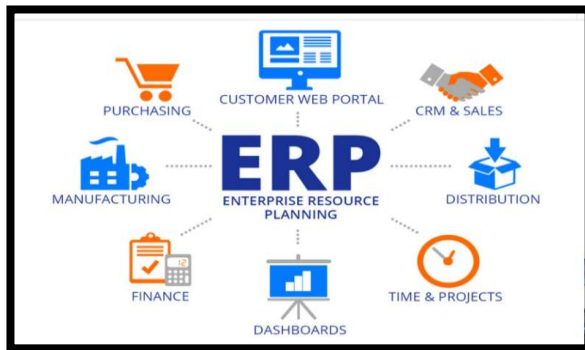 CUSTOMER WEB PORTAL
PURCHASING
CRM & SALES
ERP
ENTERPRISE RESOURCE
PLANNING
MANUFACTURING
DISTRIBUTION
FINANCE
TIME & PROJECTS
DASHBOARDS